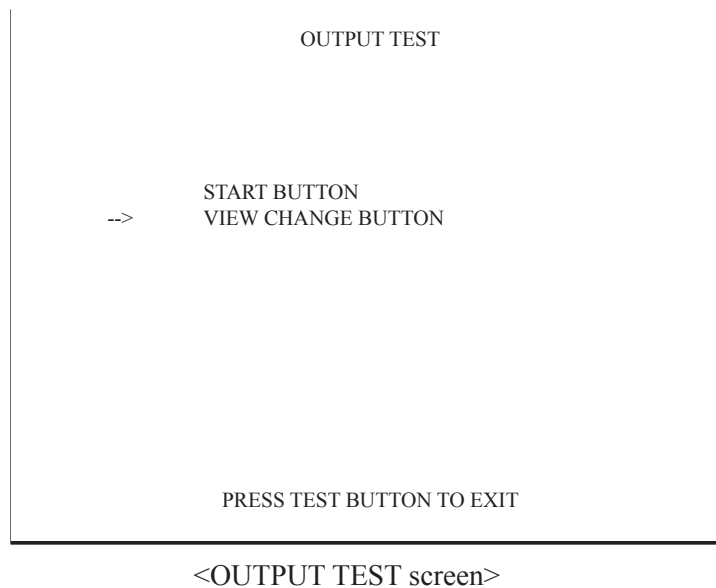 OUTPUT TEST
START BUTTON
--> VIEW CHANGE BUTTON
PRESS TEST BUTTON TO EXIT
<OUTPUT TEST screen>